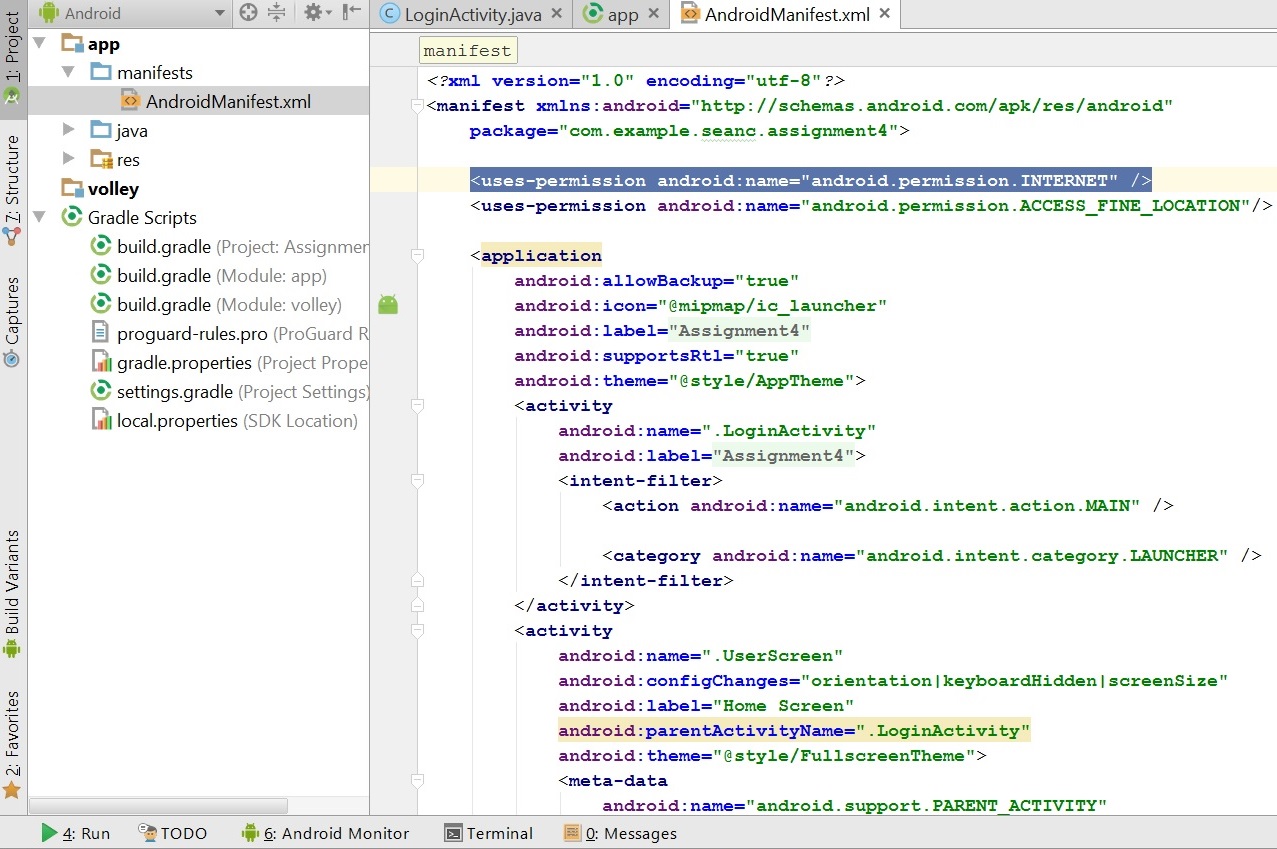 1: Project
7: Structure
Captures
Build Variants
2: Favorites
Android
app
manifests
AndroidManifest.xml
java
res
volley
Gradle Scripts
build.gradle (Project: Assignmen
build.gradle (Module: app)
build.gradle (Module: volley)
proguard-rules.pro (ProGuard R
gradle.properties (Project Prope
settings.gradle (Project Settings)
local.properties (SDK Location)
LoginActivity.java
app
AndroidManifest.xml
manifest
<?xml version="1.0" encoding="utf-8"?>
<manifest xmlns:android="http://schemas.android.com/apk/res/android"
package="com.example.seanc.assignment4">
<uses-permission android:name="android.permission.INTERNET" />
<uses-permission android:name="android.permission.ACCESS_FINE_LOCATION"/>
<application
android:allowBackup="true"
android:icon="@mipmap/ic_launcher"
android:label="Assignment4"
android:supportsRtl="true"
android:theme="@style/AppTheme">
<activity
android:name=".LoginActivity"
android:label="Assignment4">
<intent-filter>
<action android:name="android.intent.action.MAIN" />
<category android:name="android.intent.category.LAUNCHER" />
</intent-filter>
</activity>
<activity
android:name=".UserScreen"
android:configChanges="orientation|keyboardHidden|screenSize"
android:label="Home Screen"
android:parentActivityName=".LoginActivity"
android:theme="@style/FullscreenTheme">
<meta-data
android:name="android.support.PARENT_ACTIVITY"
4: Run
TODO
6: Android Monitor
Terminal
0: Messages